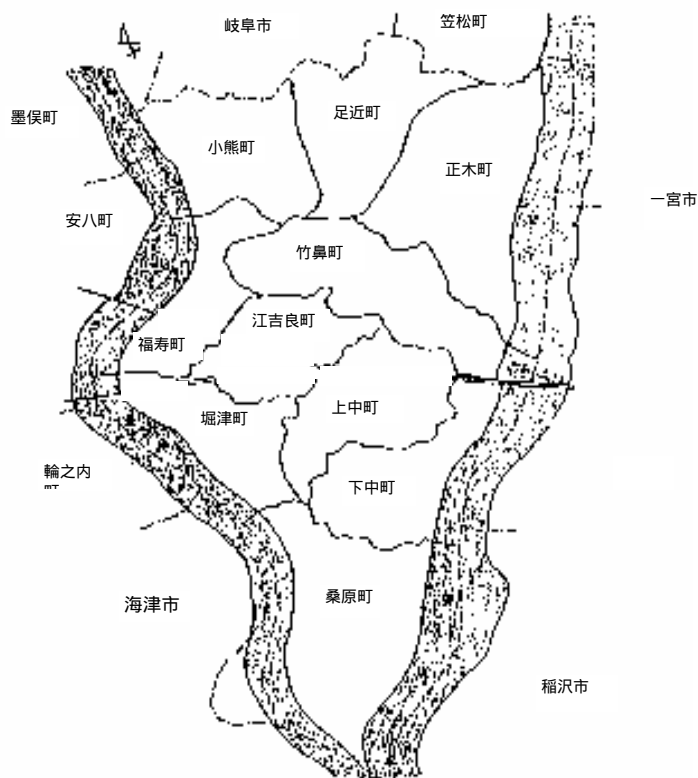 岐阜市
笠松町
墨俣町
足近町
小熊町
正木町
一宮市
安八町
竹鼻町
江吉良町
福寿町
上中町
堀津町
輪之内
下中町
桑原町
海津市
稲沢市